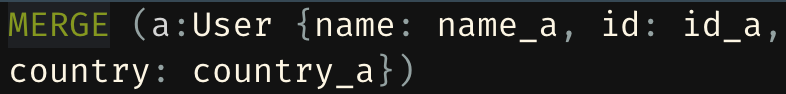 MERGE (a:User {name: name_a, id: id_a,
country: country_a})